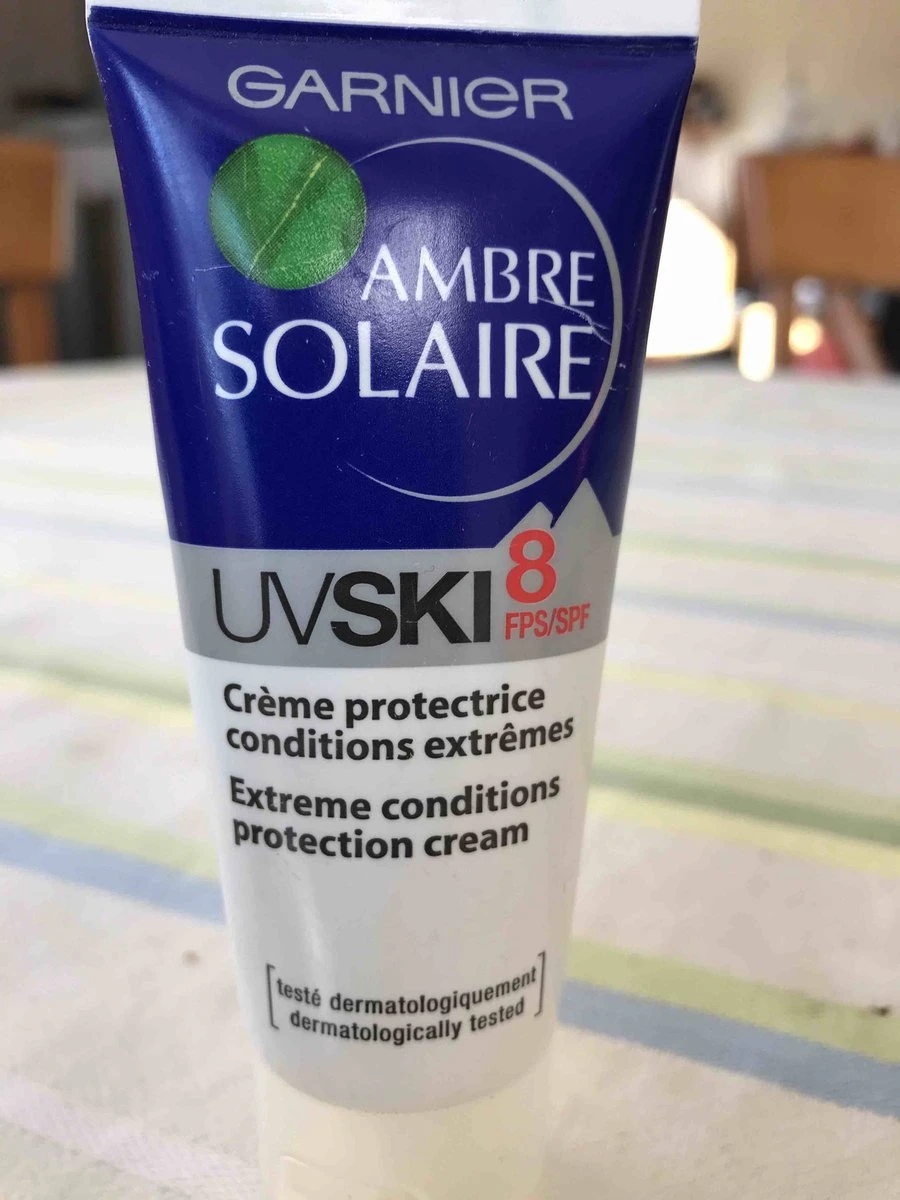 GARNIER
AMBRE
SOLAIRE
UVSKI 8
FPS/SPF
Crème protectrice
conditions extrêmes
Extreme conditions
protection cream
[testé dermatologiquement
dermatologically tested]